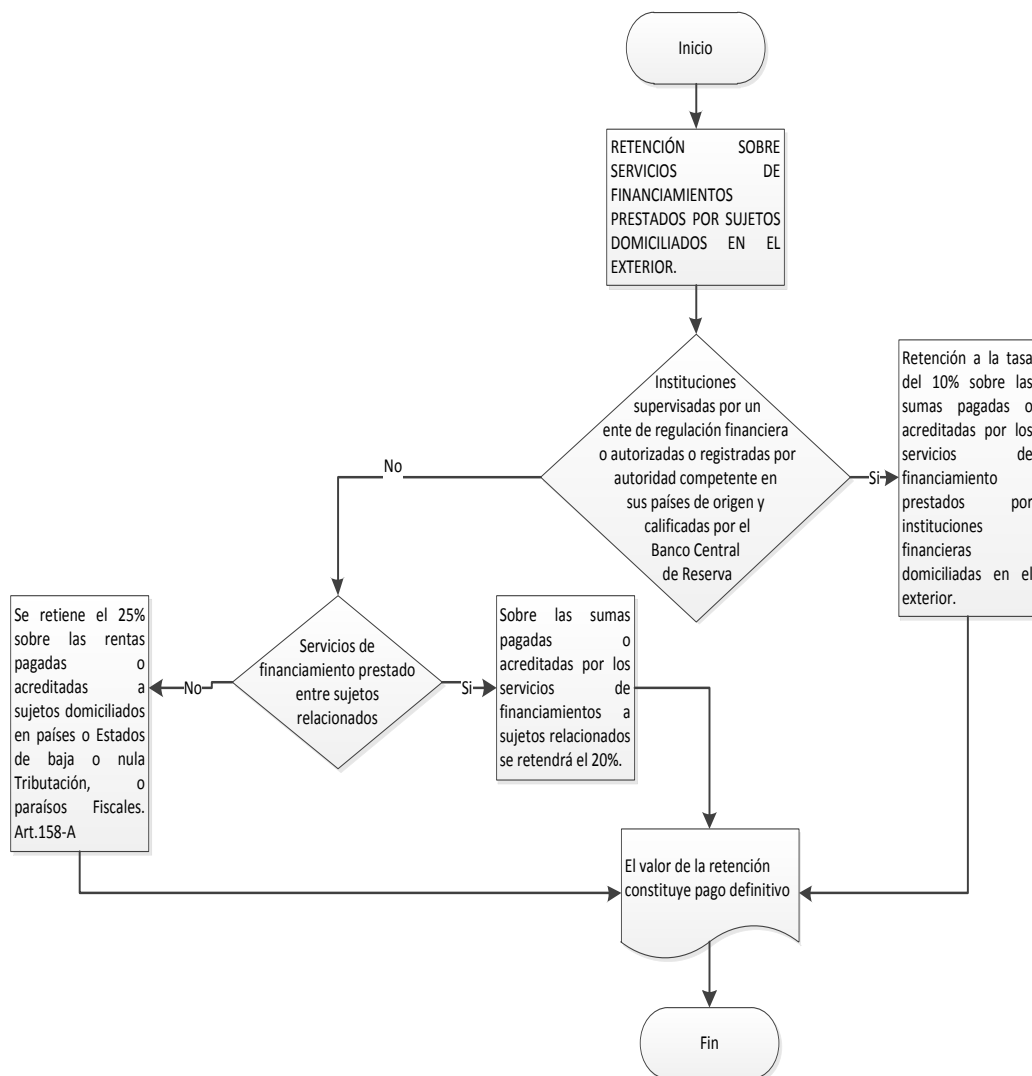 Inicio
RETENCIÓN SOBRE
SERVICIOS DE
FINANCIAMIENTOS
PRESTADOS POR SUJETOS
DOMICILIADOS EN EL
EXTERIOR.
Instituciones
supervisadas por un
ente de regulación financiera
o autorizadas o registradas por
autoridad competente en
sus países de origen y
calificadas por el
Banco Central
de Reserva
Si
Retención a la tasa
del 10% sobre las
sumas pagadas o
acreditadas por los
servicios de
financiamiento
prestados por
instituciones
financieras
domiciliadas en el
exterior.
No
Servicios de
financiamiento prestado
entre sujetos
relacionados
No
Se retiene el 25%
sobre las rentas
pagadas o
acreditadas a
sujetos domiciliados
en países o Estados
de baja o nula
Tributación, o
paraísos Fiscales.
Art.158-A
Si
Sobre las sumas
pagadas o
acreditadas por los
servicios de
financiamientos a
sujetos relacionados
se retendrá el 20%.
El valor de la retención
constituye pago definitivo
Fin